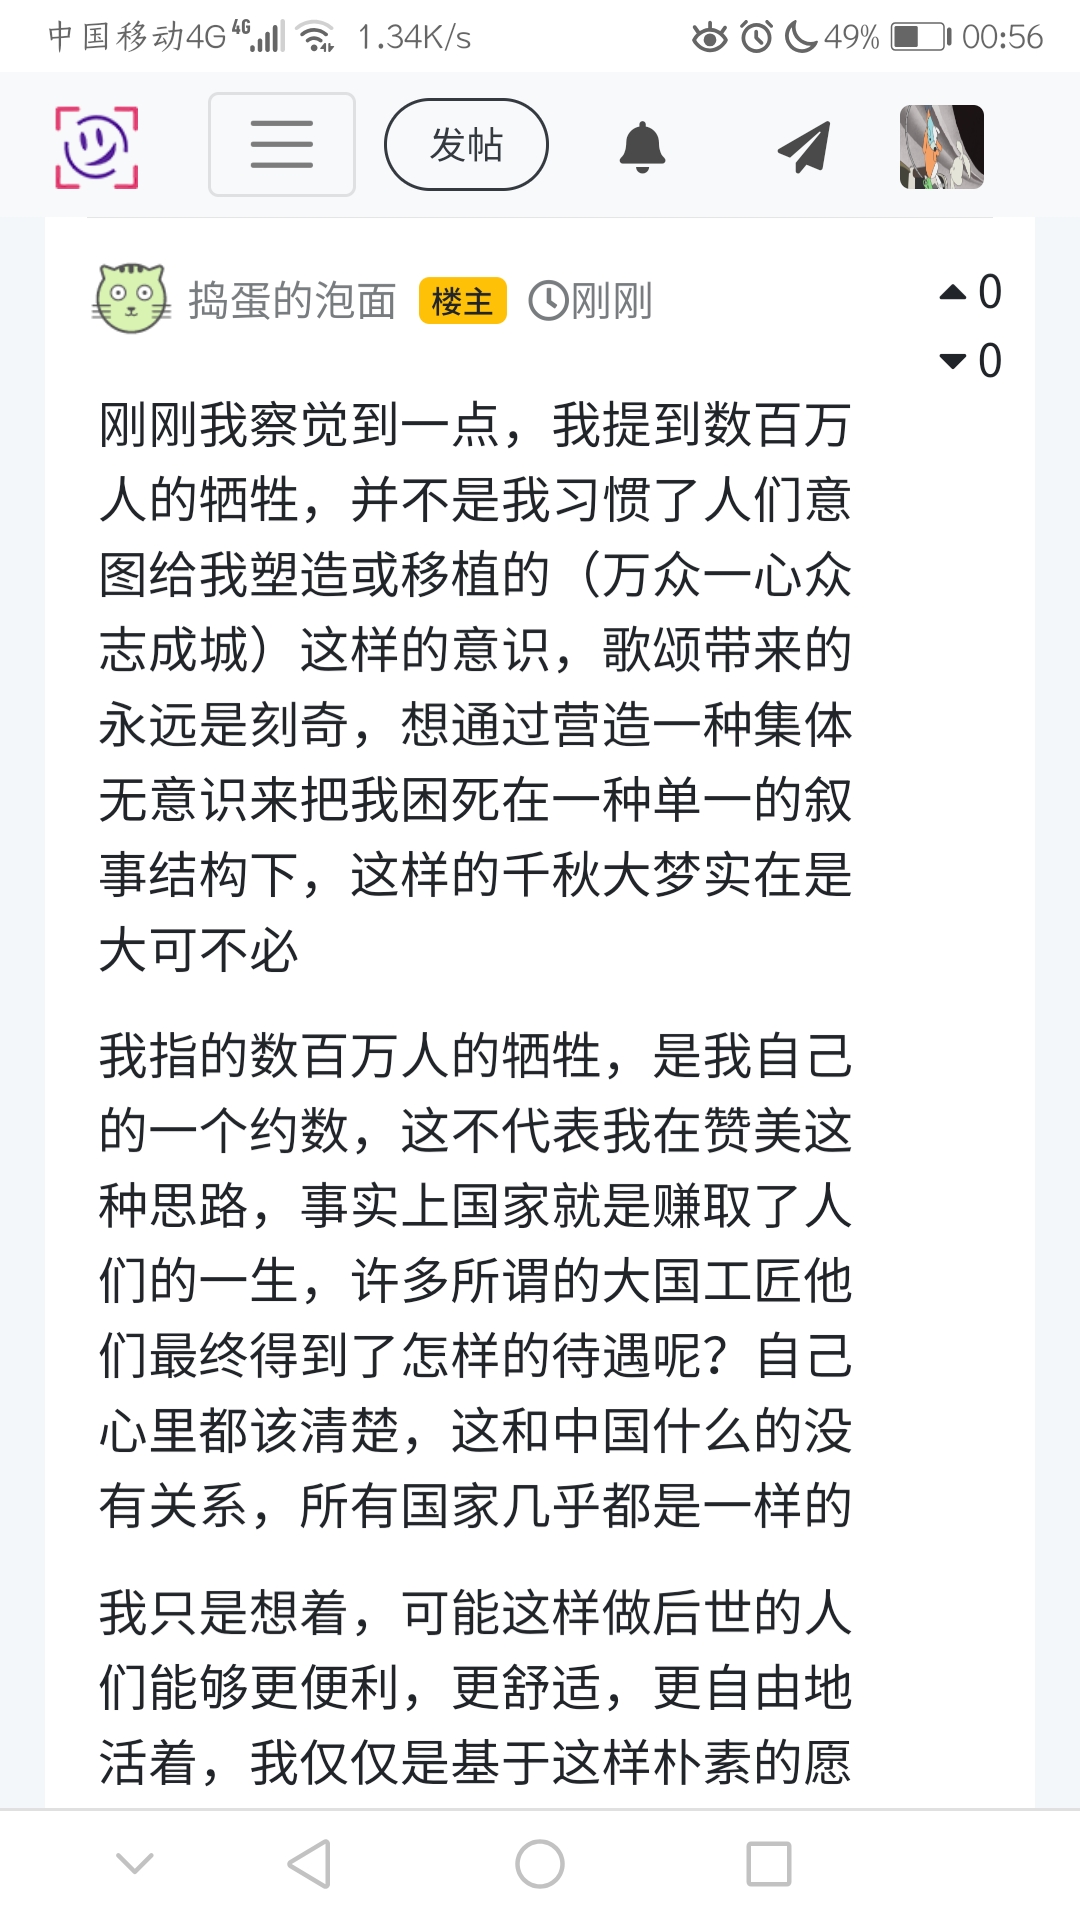 中国移动4G 4G 1.34K/s 49% 00:56
发帖
捣蛋的泡面 楼主 刚刚
0
0
刚刚我察觉到一点，我提到数百万
人的牺牲，并不是我习惯了人们意
图给我塑造或移植的（万众一心众
志成城）这样的意识，歌颂带来的
永远是刻奇，想通过营造一种集体
无意识来把我困死在一种单一的叙
事结构下，这样的千秋大梦实在是
大可不必
我指的数百万人的牺牲，是我自己
的一个约数，这不代表我在赞美这
种思路，事实上国家就是赚取了人
们的一生，许多所谓的大国工匠他
们最终得到了怎样的待遇呢？自己
心里都该清楚，这和中国什么的没
有关系，所有国家几乎都是一样的
我只是想着，可能这样做后世的人
们能够更便利，更舒适，更自由地
活着，我仅仅是基于这样朴素的愿